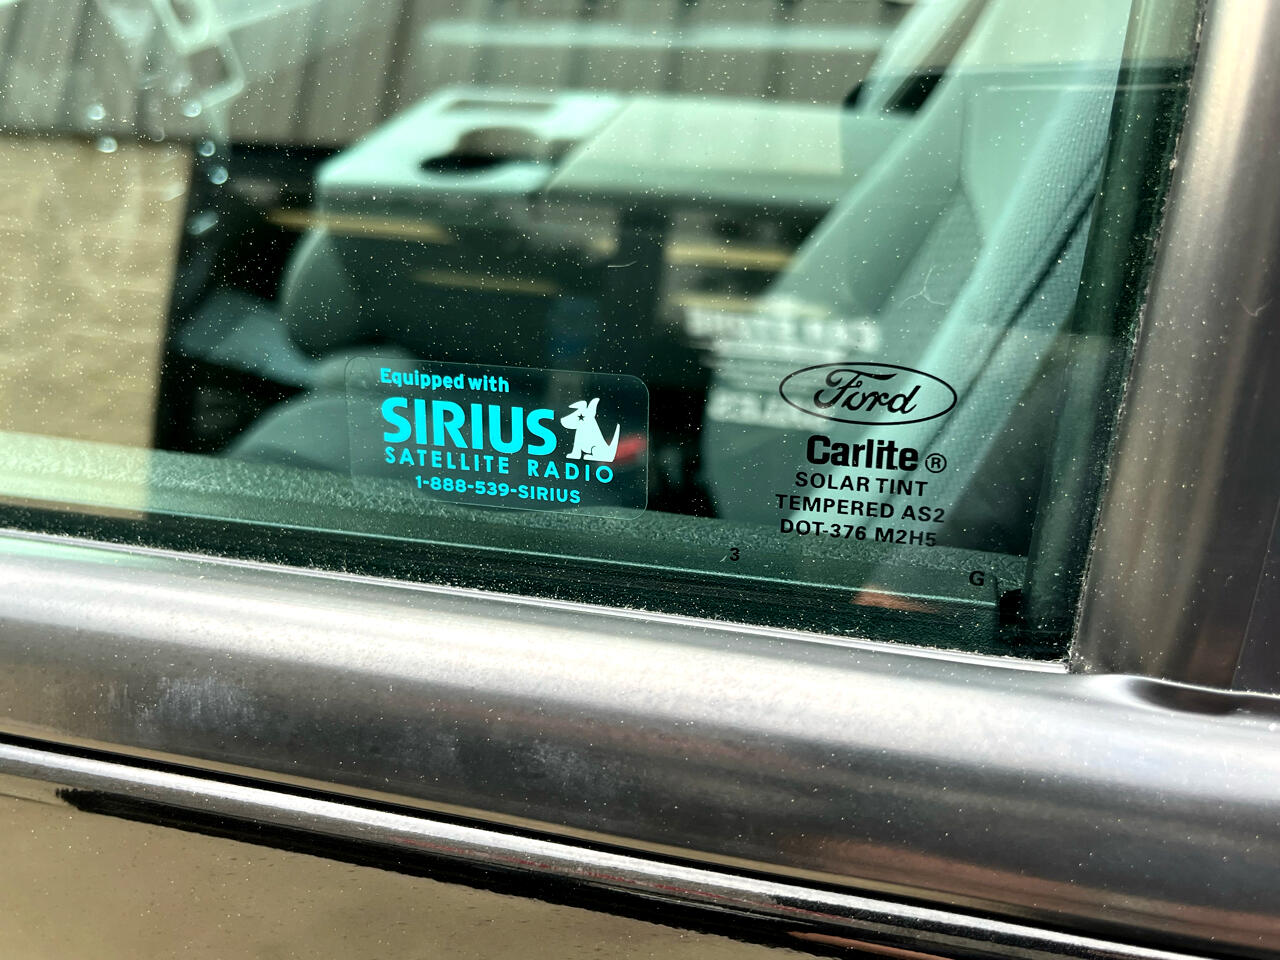 Equipped with
SIRIUS
SATELLITE RADIO
1-888-539-SIRIUS
Ford
Carlite ®
SOLAR TINT
TEMPERED AS2
DOT-376 M2H5
3
G